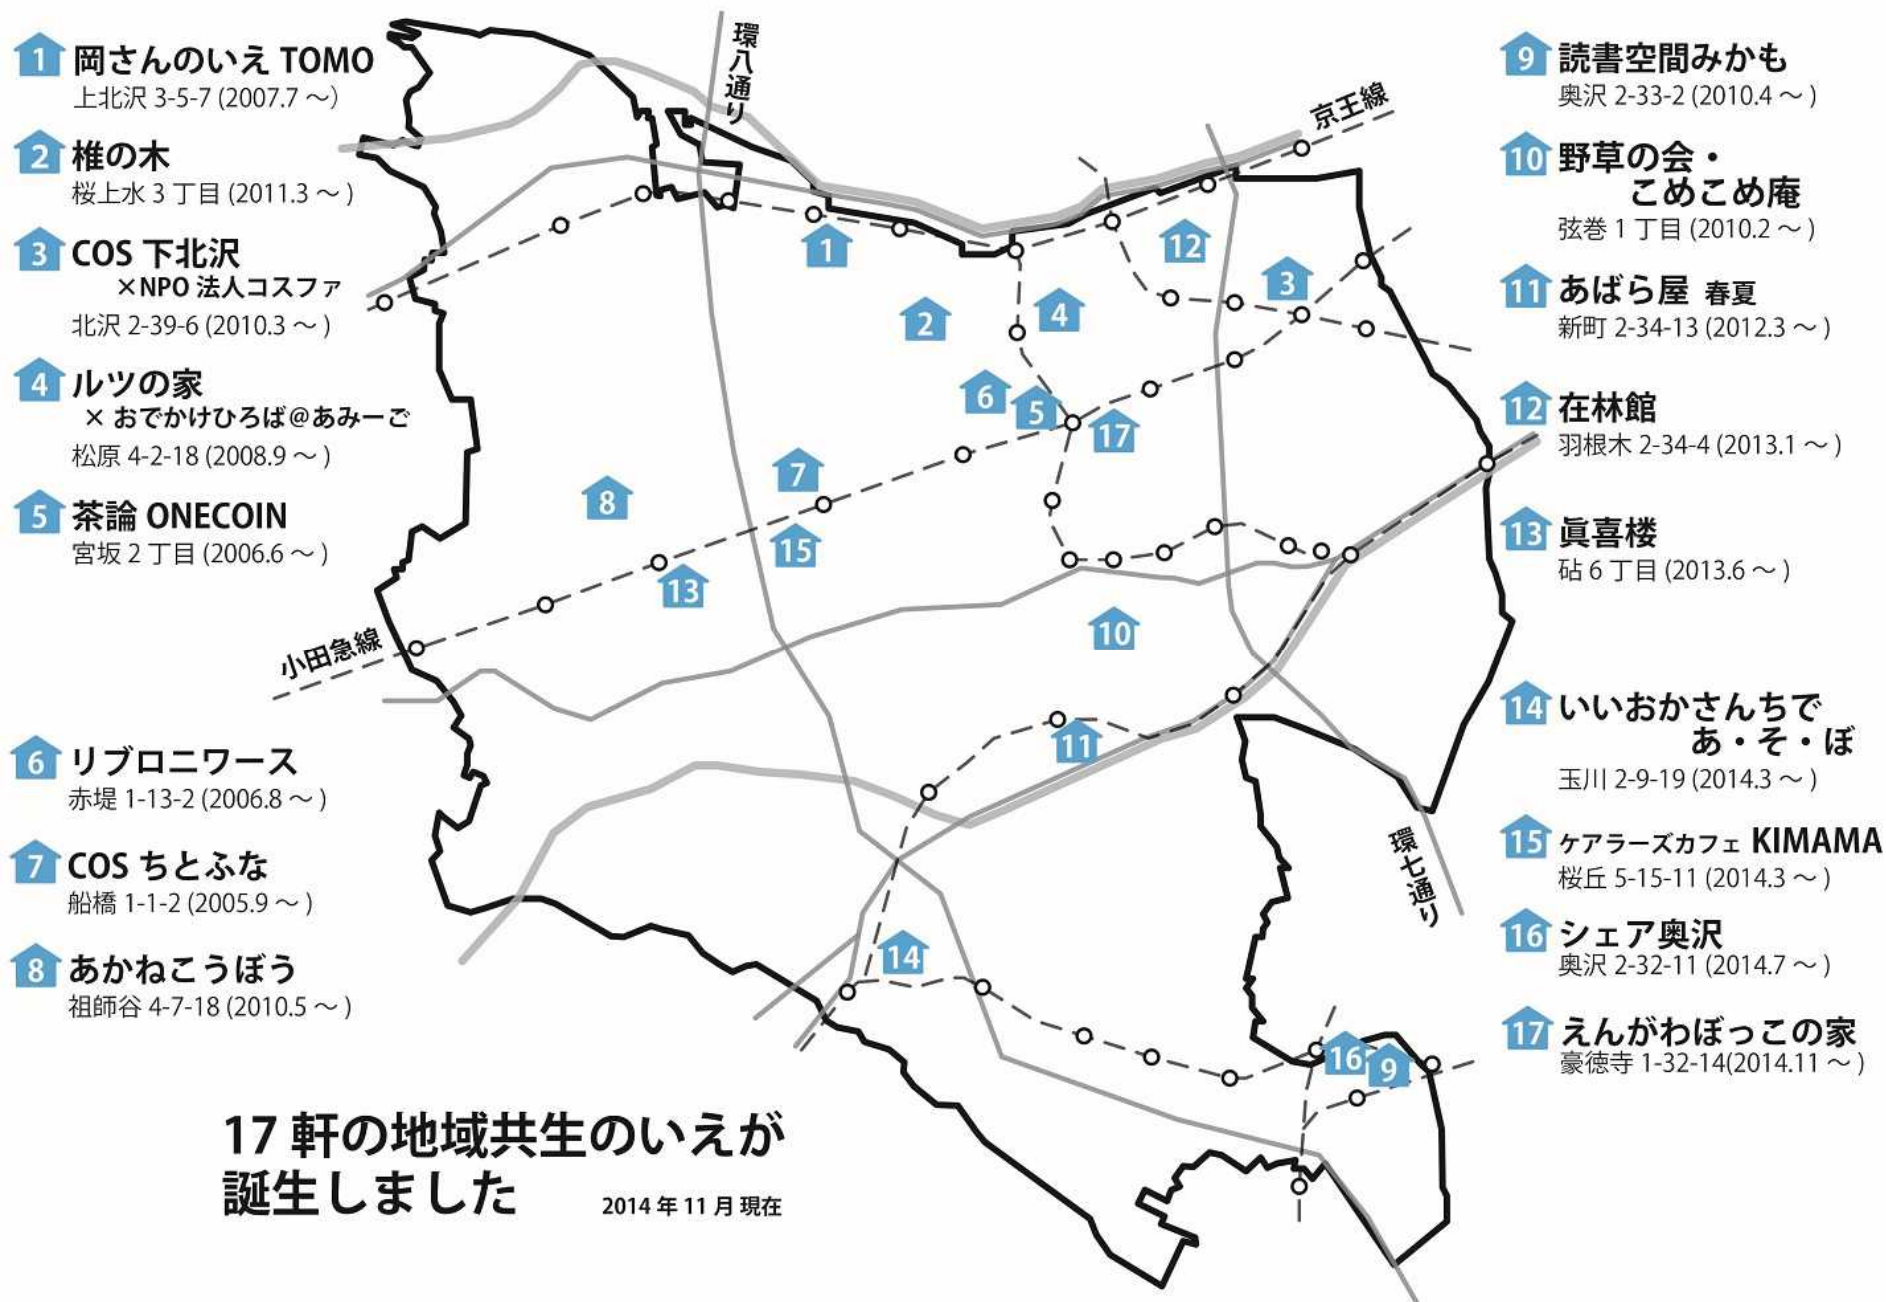 1 岡さんのいえ TOMO
上北沢 3-5-7 (2007.7 ～)
2 椎の木
桜上水 3 丁目 (2011.3 ～ )
3 COS 下北沢
×NPO 法人コスファ
北沢 2-39-6 (2010.3 ～ )
4 ルツの家
× おでかけひろば＠あみーご
松原 4-2-18 (2008.9 ～ )
5 茶論 ONECOIN
宮坂 2 丁目 (2006.6 ～ )
6 リブロニワース
赤堤 1-13-2 (2006.8 ～ )
7 COS ちとふな
船橋 1-1-2 (2005.9 ～ )
8 あかねこうぼう
祖師谷 4-7-18 (2010.5 ～ )
環八通り
京王線
小田急線
環七通り
1
12
3
2
4
6
5
17
7
8
15
13
10
11
14
16
9
17 軒の地域共生のいえが
誕生しました
2014 年 11 月 現在
9 読書空間みかも
奥沢 2-33-2 (2010.4 ～ )
10 野草の会・
こめこめ庵
弦巻 1 丁目 (2010.2 ～ )
11 あばら屋 春夏
新町 2-34-13 (2012.3 ～ )
12 在林館
羽根木 2-34-4 (2013.1 ～ )
13 眞喜楼
砧 6 丁目 (2013.6 ～ )
14 いいおかさんちで
あ・そ・ぼ
玉川 2-9-19 (2014.3 ～ )
15 ケアラーズカフェ KIMAMA
桜丘 5-15-11 (2014.3 ～ )
16 シェア奥沢
奥沢 2-32-11 (2014.7 ～ )
17 えんがわぼっこの家
豪徳寺 1-32-14(2014.11 ～ )